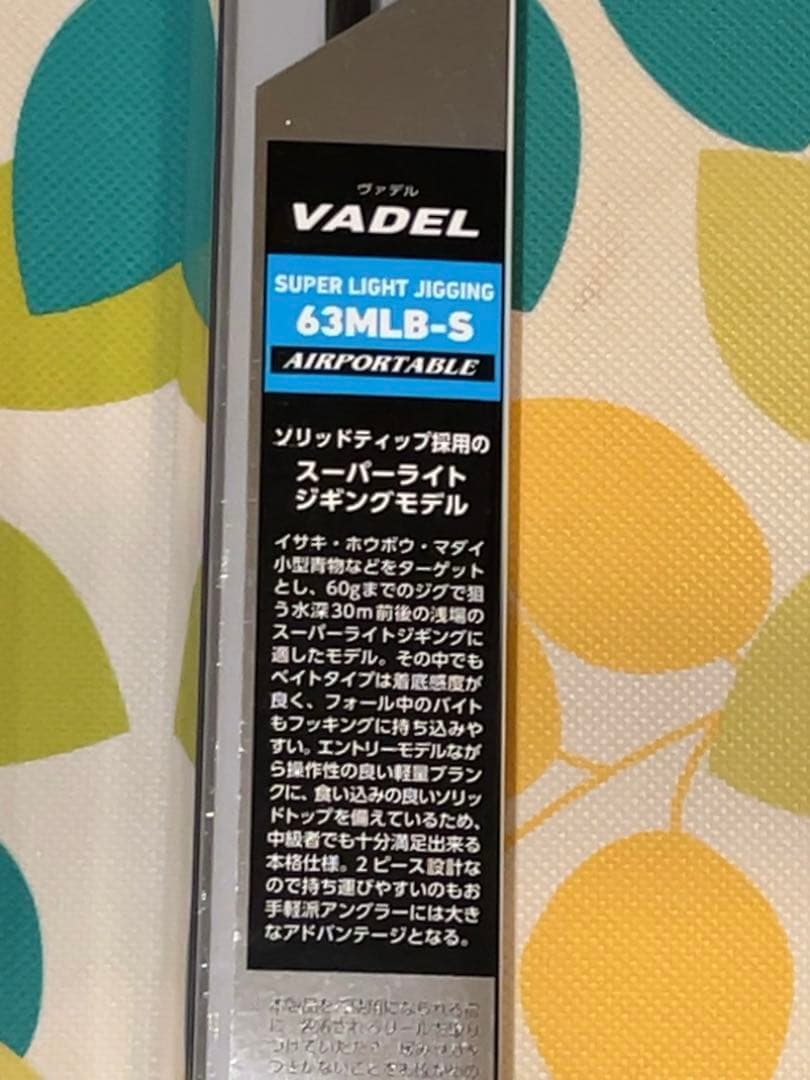 ヴァデル
VADEL
SUPER LIGHT JIGGING
63MLB-S
AIRPORTABLE
ソリッドティップ採用の
スーパーライト
ジギングモデル
イサキ・ホウボウ・マダイ
小型青物などをターゲット
とし、60gまでのジグで狙
う水深30m前後の浅場の
スーパーライトジギングに
適したモデル。その中でも
ベイトタイプは着底感度が
良く、フォール中のバイト
もフッキングに持ち込みや
すい。エントリーモデルなが
ら操作性の良い軽量ブラン
クに、食い込みの良いソリッ
ドトップを備えているため、
中級者でも十分満足出来る
本格仕様。2ピース設計な
ので持ち運びやすいのもお
手軽派アングラーには大き
なアドバンテージとなる。